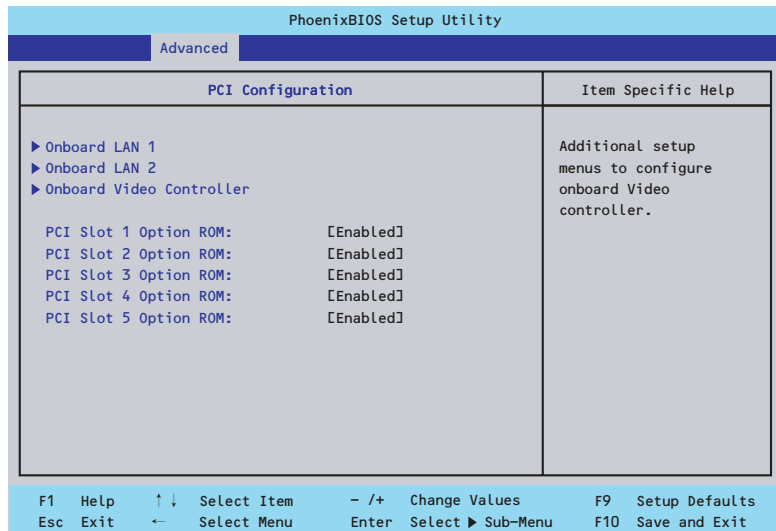 PhoenixBIOS Setup Utility
Advanced
PCI Configuration
Item Specific Help
▶ Onboard LAN 1
▶ Onboard LAN 2
▶ Onboard Video Controller
PCI Slot 1 Option ROM: [Enabled]
PCI Slot 2 Option ROM: [Enabled]
PCI Slot 3 Option ROM: [Enabled]
PCI Slot 4 Option ROM: [Enabled]
PCI Slot 5 Option ROM: [Enabled]
Additional setup
menus to configure
onboard Video
controller.
F1 Help ↑↓ Select Item - /+ Change Values F9 Setup Defaults
Esc Exit ← Select Menu Enter Select ▶ Sub-Menu F10 Save and Exit